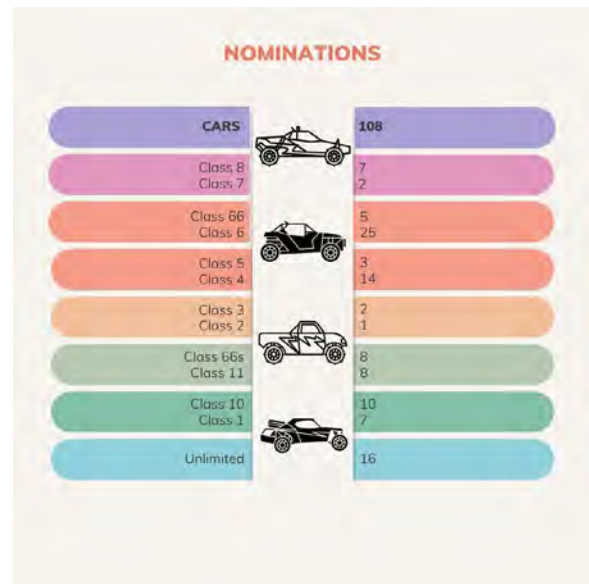 NOMINATIONS
CARS 108
Class 8 7
Class 7 2
Class 66 5
Class 6 25
Class 5 3
Class 4 14
Class 3 2
Class 2 1
Class 66s 8
Class 11 8
Class 10 10
Class 1 7
Unlimited 16